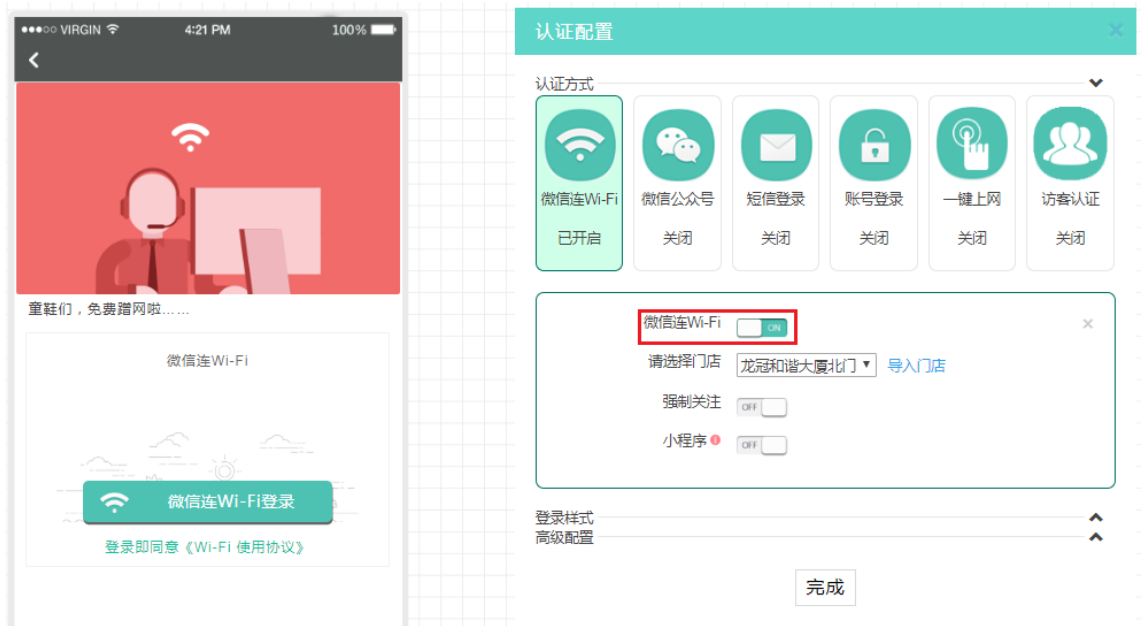 VIRGIN 4:21 PM 100%
童鞋们，免费蹭网啦……
微信连Wi-Fi
微信连Wi-Fi登录
登录即同意《Wi-Fi 使用协议》
认证配置
认证方式
微信连Wi-Fi 微信公众号 短信登录 账号登录 一键上网 访客认证
已开启 关闭 关闭 关闭 关闭 关闭
微信连Wi-Fi ON
请选择门店 龙冠和谐大厦北门 导入门店
强制关注 OFF
小程序 OFF
登录样式
高级配置
完成